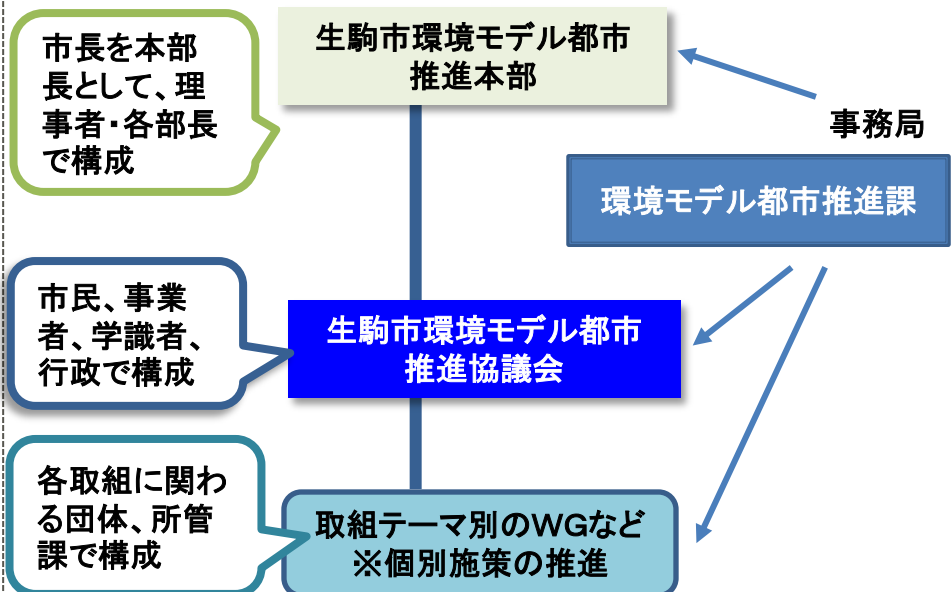 市長を本部
長として、理
事者・各部長
で構成
生駒市環境モデル都市
推進本部
事務局
環境モデル都市推進課
市民、事業
者、学識者、
行政で構成
生駒市環境モデル都市
推進協議会
各取組に関わ
る団体、所管
課で構成
取組テーマ別のWGなど
※個別施策の推進